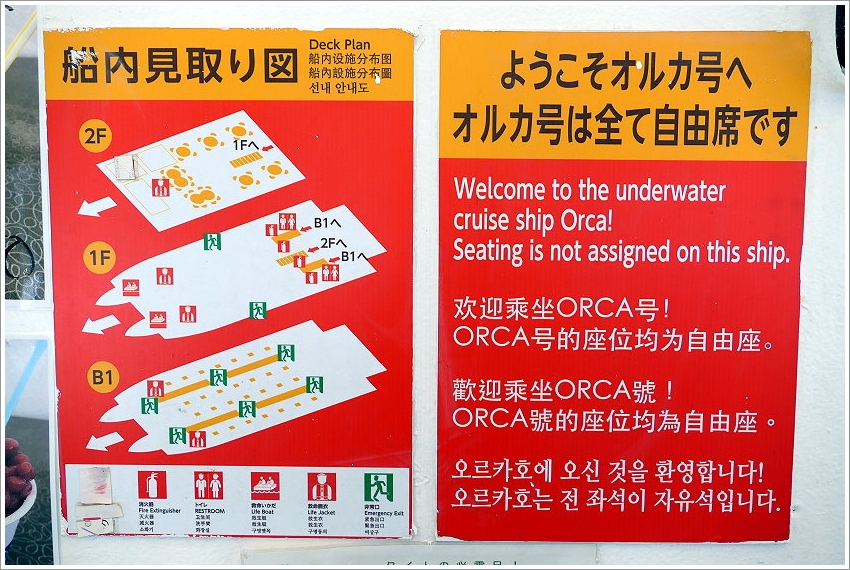 船内見取り図
Deck Plan
船内设施分布图
船內設施分布圖
선내 안내도
2F
1Fへ
1F
B1へ
2Fへ
B1へ
B1
消火器
Fire Extinguisher
灭火器
滅火器
소화기
トイレ
RESTROOM
卫生间
洗手間
화장실
救命いかだ
Life Boat
救生艇
救生艇
구명뗏목
救命胴衣
Life Jacket
救生衣
救生衣
구명동의
非常口
Emergency Exit
紧急出口
緊急出口
비상구
ようこそオルカ号へ
オルカ号は全て自由席です
Welcome to the underwater
cruise ship Orca!
Seating is not assigned on this ship.
欢迎乘坐ORCA号!
ORCA号的座位均为自由座。
歡迎乘坐ORCA號!
ORCA號的座位均為自由座。
오르카호에 오신 것을 환영합니다!
오르카호는 전 좌석이 자유석입니다.